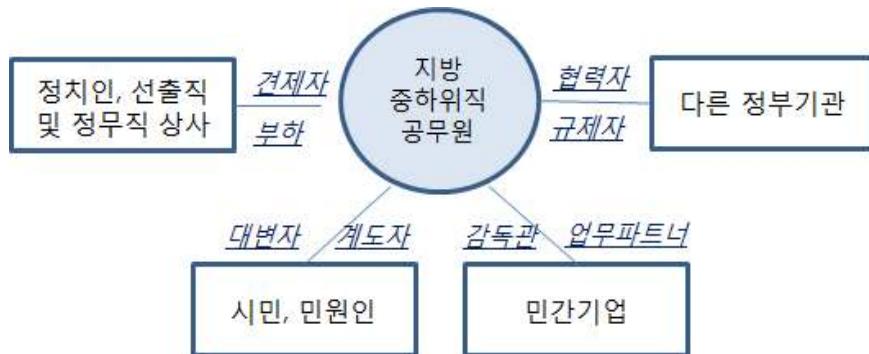 정치인, 선출직
및 정무직 상사
견제자
부하
지방
중하위직
공무원
협력자
규제자
다른 정부기관
대변자
계도자
감독관
업무파트너
시민, 민원인
민간기업